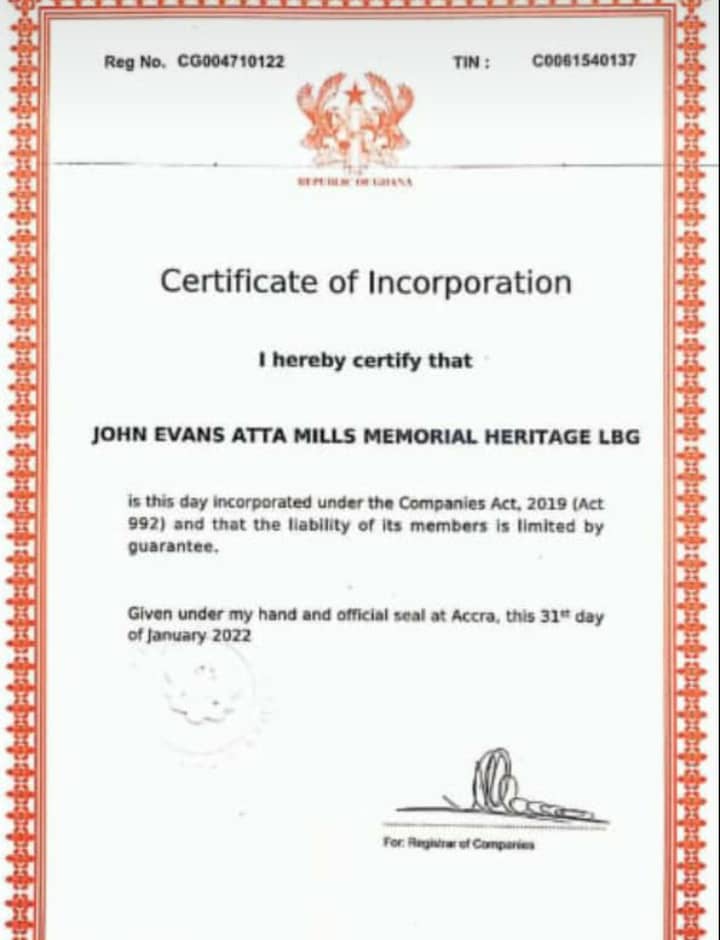 Reg No. CG004710122 TIN : C0061540137
REPUBLIC OF GHANA
Certificate of Incorporation
I hereby certify that
JOHN EVANS ATTA MILLS MEMORIAL HERITAGE LBG
is this day incorporated under the Companies Act, 2019 (Act
992) and that the liability of its members is limited by
guarantee.
Given under my hand and official seal at Accra, this 31st day
of January 2022
For: Registrar of Companies